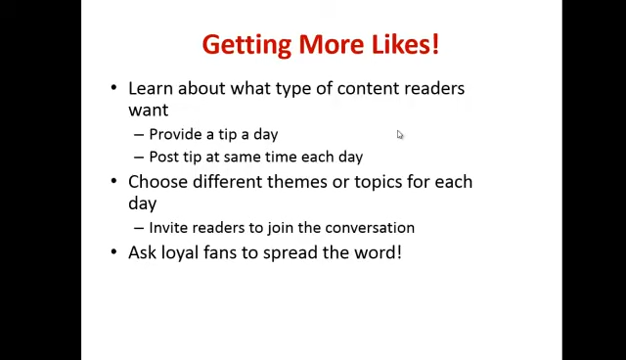 Getting More Likes!
• Learn about what type of content readers
want
– Provide a tip a day
– Post tip at same time each day
• Choose different themes or topics for each
day
– Invite readers to join the conversation
• Ask loyal fans to spread the word!